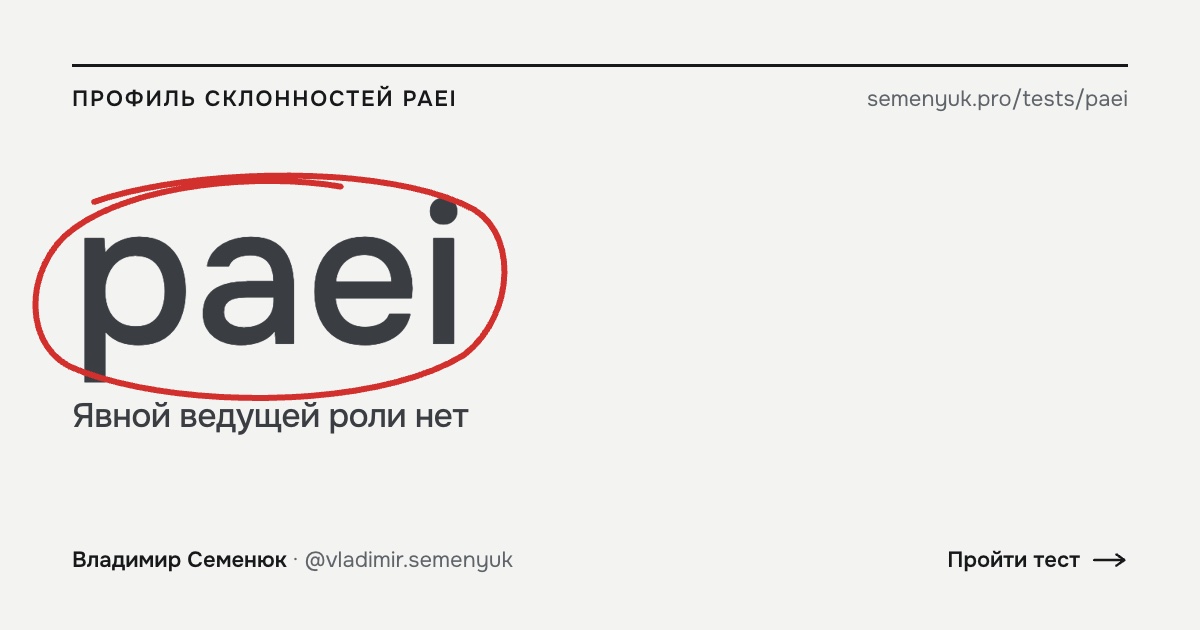 ПРОФИЛЬ СКЛОННОСТЕЙ PAEI
semenyuk.pro/tests/paei
paei
Явной ведущей роли нет
Владимир Семенюк · @vladimir.semenyuk
Пройти тест →